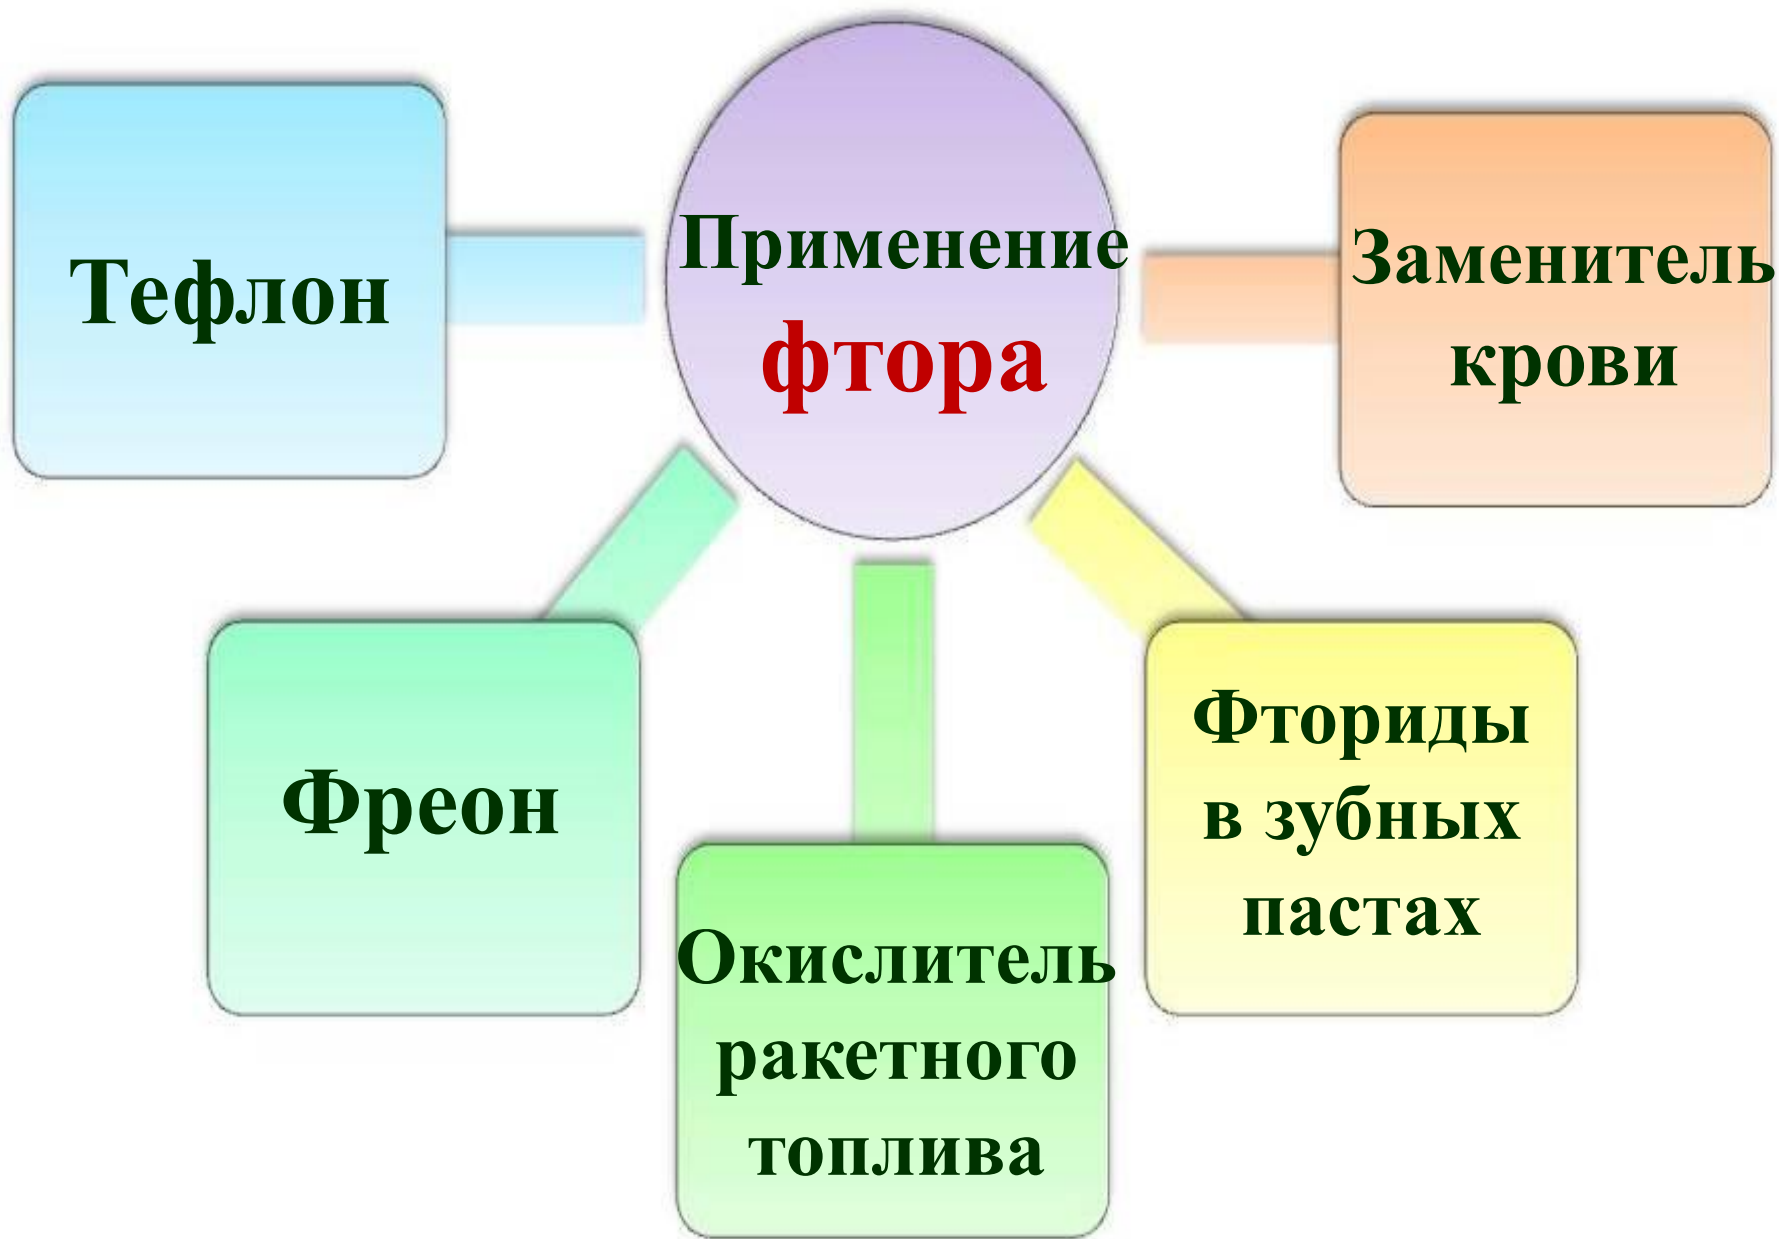 Применение
фтора
Тефлон
Фреон
Окислитель
ракетного
топлива
Фториды
в зубных
пастах
Заменитель
крови